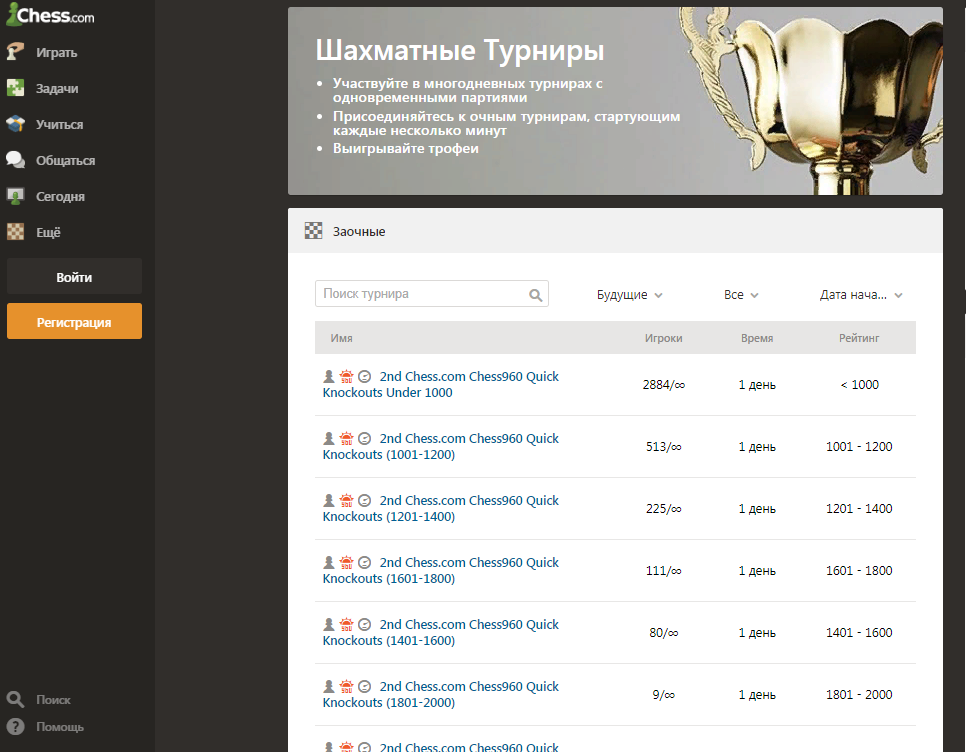 Chess.com
Играть
Задачи
Учиться
Общаться
Сегодня
Ещё
Войти
Регистрация
Поиск
Помощь
Шахматные Турниры
• Участвуйте в многодневных турнирах с
одновременными партиями
• Присоединяйтесь к очным турнирам, стартующим
каждые несколько минут
• Выигрывайте трофеи
Заочные
Поиск турнира Будущие Все Дата нача...
Имя Игроки Время Рейтинг
960 2nd Chess.com Chess960 Quick
Knockouts Under 1000 2884/∞ 1 день < 1000
960 2nd Chess.com Chess960 Quick
Knockouts (1001-1200) 513/∞ 1 день 1001 - 1200
960 2nd Chess.com Chess960 Quick
Knockouts (1201-1400) 225/∞ 1 день 1201 - 1400
960 2nd Chess.com Chess960 Quick
Knockouts (1601-1800) 111/∞ 1 день 1601 - 1800
960 2nd Chess.com Chess960 Quick
Knockouts (1401-1600) 80/∞ 1 день 1401 - 1600
960 2nd Chess.com Chess960 Quick
Knockouts (1801-2000) 9/∞ 1 день 1801 - 2000
2nd Chess.com Chess960 Quick